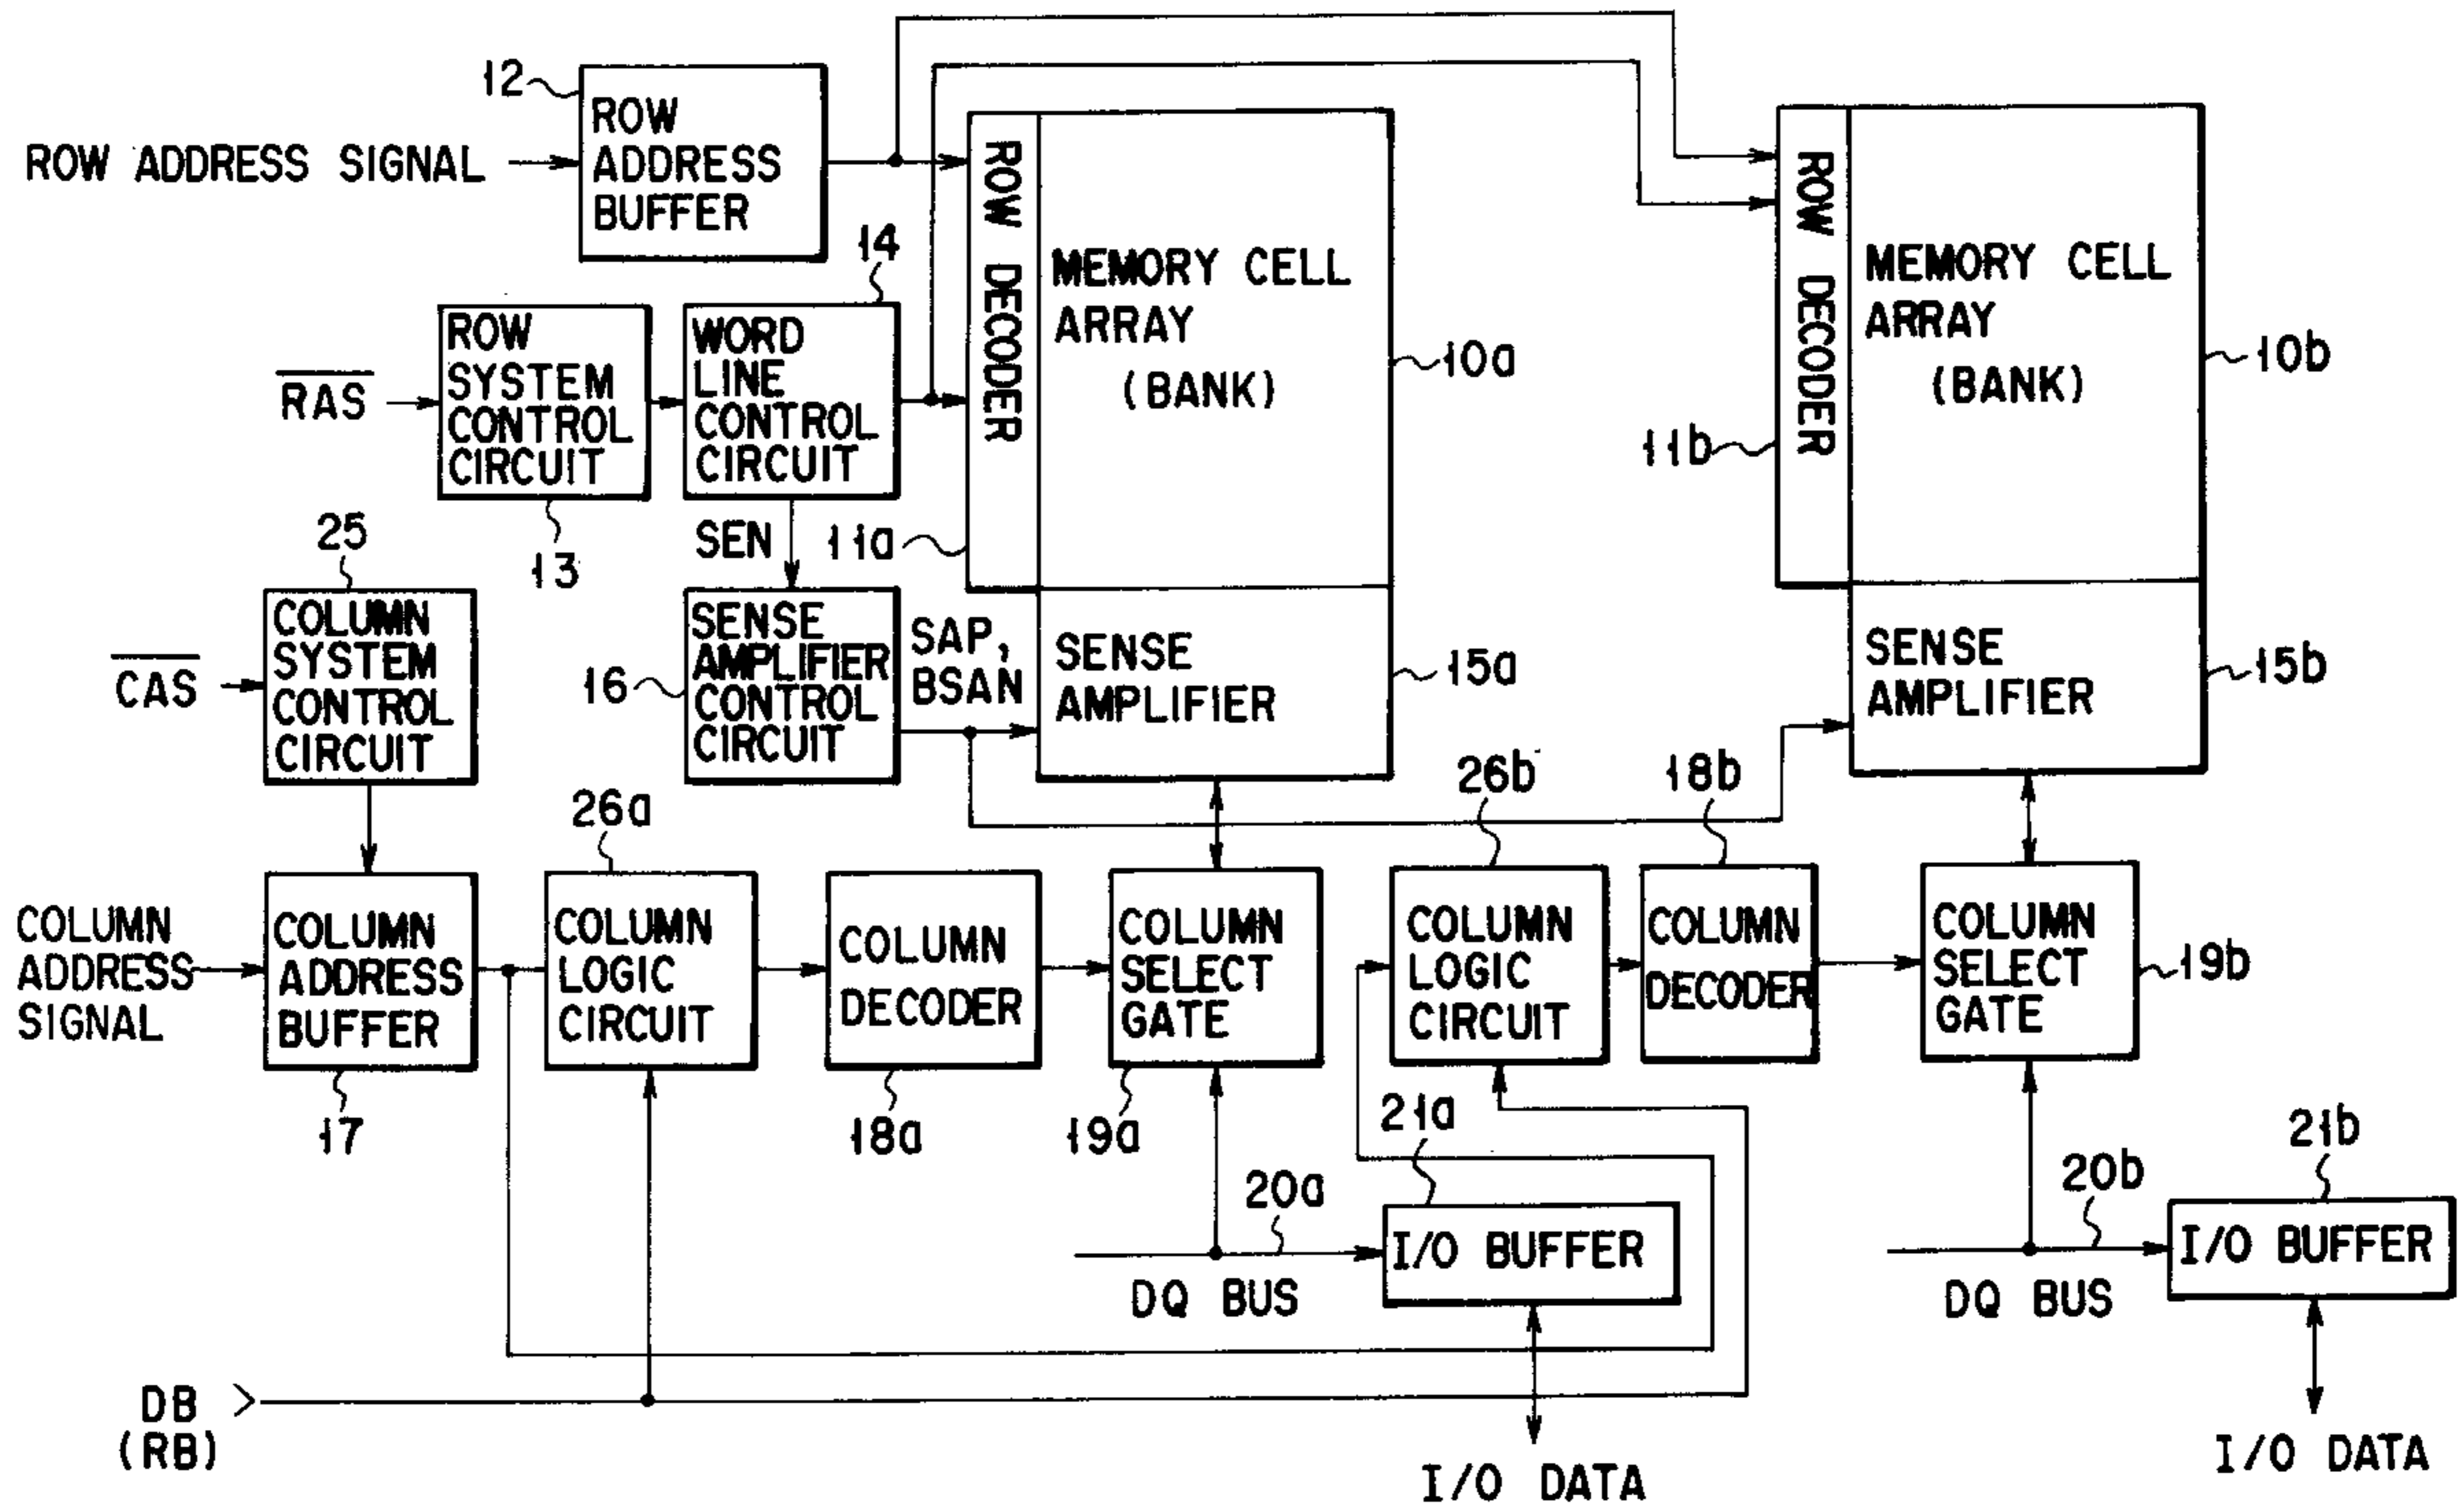 12
ROW
ADDRESS
BUFFER
ROW ADDRESS SIGNAL
ROW DECODER
MEMORY CELL
ARRAY
(BANK)
10a
ROW DECODER
MEMORY CELL
ARRAY
(BANK)
10b
11b
14
ROW
SYSTEM
CONTROL
CIRCUIT
WORD
LINE
CONTROL
CIRCUIT
RAS
13
SEN
11a
25
COLUMN
SYSTEM
CONTROL
CIRCUIT
CAS
16
SENSE
AMPLIFIER
CONTROL
CIRCUIT
SAP,
BSAN
SENSE
AMPLIFIER
15a
SENSE
AMPLIFIER
15b
26a
26b
18b
COLUMN
ADDRESS
SIGNAL
COLUMN
ADDRESS
BUFFER
17
COLUMN
LOGIC
CIRCUIT
COLUMN
DECODER
18a
COLUMN
SELECT
GATE
19a
COLUMN
LOGIC
CIRCUIT
COLUMN
DECODER
COLUMN
SELECT
GATE
19b
21a
20a
I/O BUFFER
DQ BUS
21b
20b
I/O BUFFER
DQ BUS
DB
(RB)
I/O DATA
I/O DATA